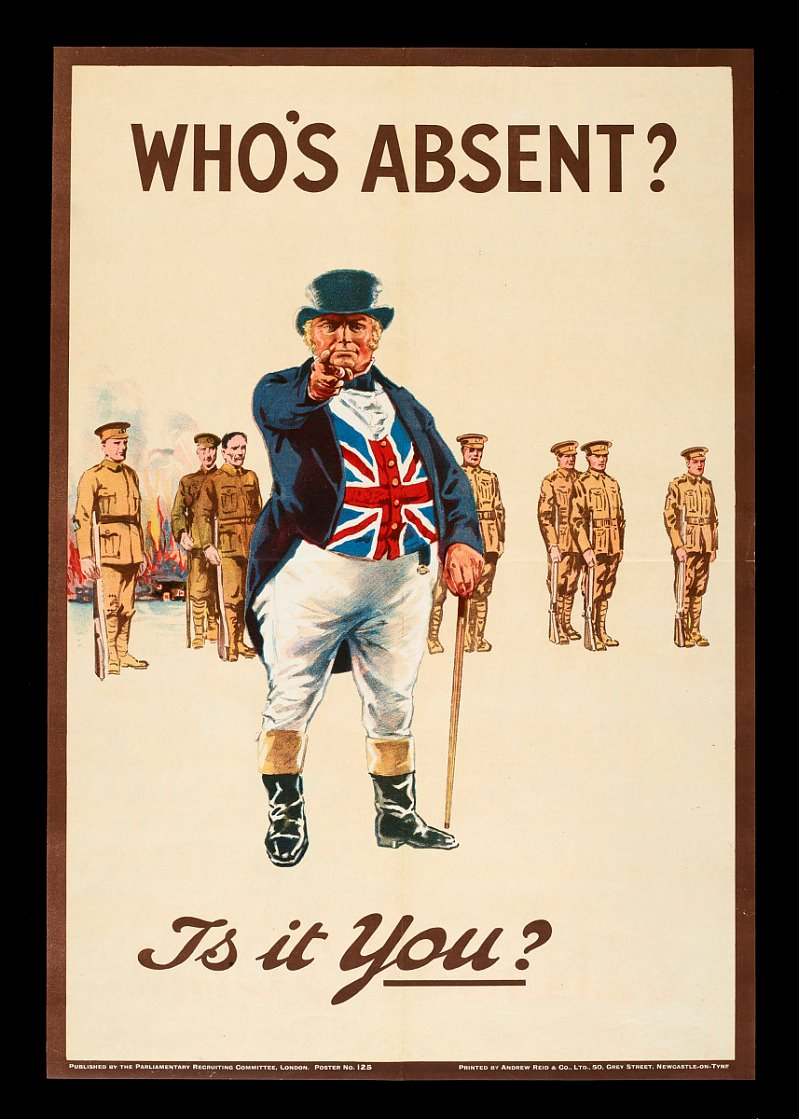 WHO'S ABSENT?
Is it You?
PUBLISHED BY THE PARLIAMENTARY RECRUITING COMMITTEE, LONDON. POSTER NO. 125
PRINTED BY ANDREW REID & CO., LTD., 50, GREY STREET, NEWCASTLE-ON-TYNE